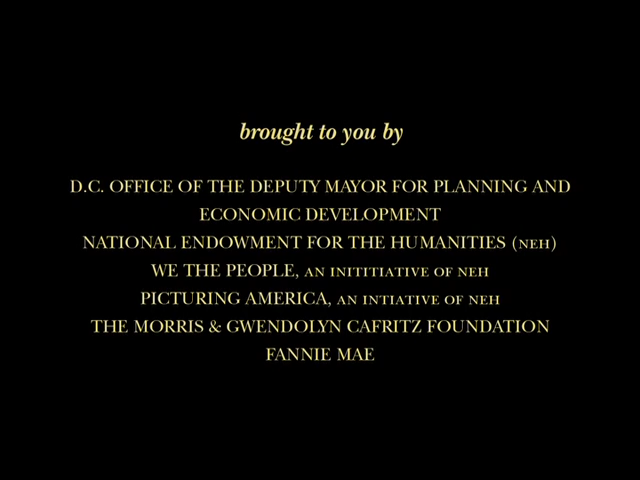 brought to you by
D.C. OFFICE OF THE DEPUTY MAYOR FOR PLANNING AND
ECONOMIC DEVELOPMENT
NATIONAL ENDOWMENT FOR THE HUMANITIES (NEH)
WE THE PEOPLE, AN INITITIATIVE OF NEH
PICTURING AMERICA, AN INTIATIVE OF NEH
THE MORRIS & GWENDOLYN CAFRITZ FOUNDATION
FANNIE MAE